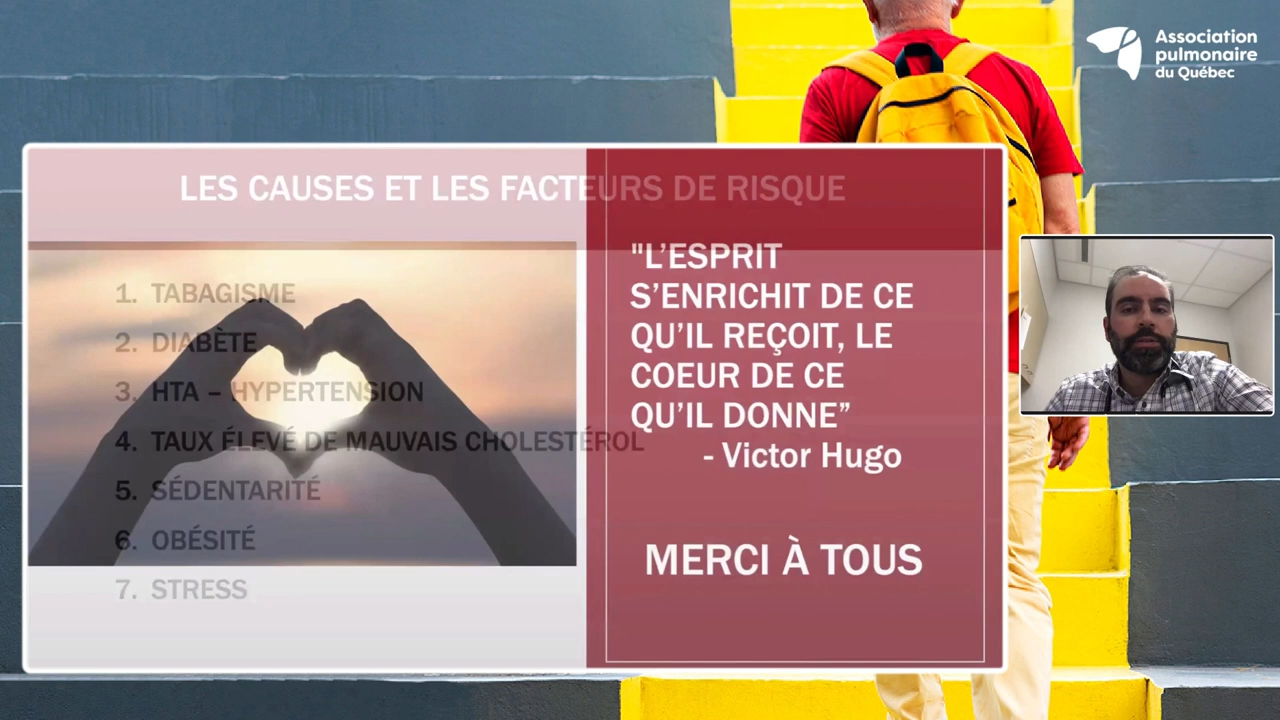 Association
pulmonaire
du Québec
LES CAUSES ET LES FACTEURS DE RISQUE
1. TABAGISME
2. DIABÈTE
3. HTA – HYPERTENSION
4. TAUX ÉLEVÉ DE MAUVAIS CHOLESTÉROL
5. SÉDENTARITÉ
6. OBÉSITÉ
7. STRESS
"L’ESPRIT
S’ENRICHIT DE CE
QU’IL REÇOIT, LE
COEUR DE CE
QU’IL DONNE”
- Victor Hugo
MERCI À TOUS